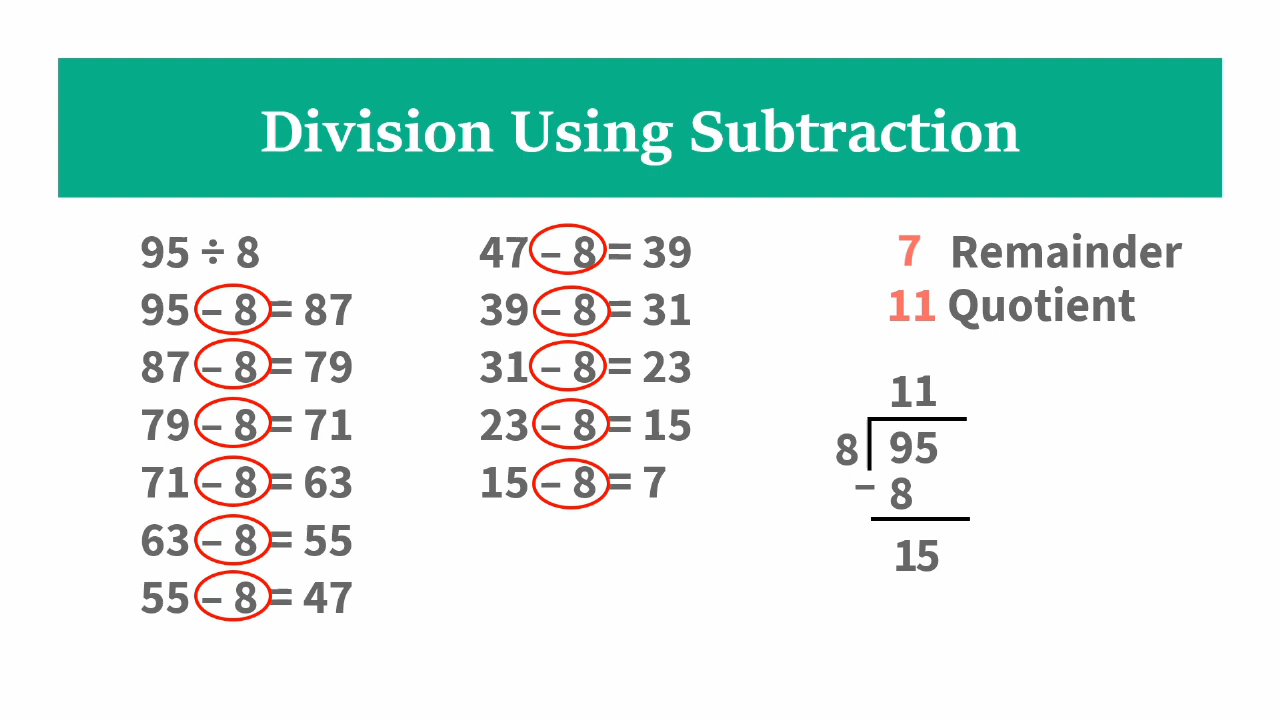 Division Using Subtraction
95 ÷ 8
95 – 8 = 87
87 – 8 = 79
79 – 8 = 71
71 – 8 = 63
63 – 8 = 55
55 – 8 = 47
47 – 8 = 39
39 – 8 = 31
31 – 8 = 23
23 – 8 = 15
15 – 8 = 7
7 Remainder
11 Quotient
11
8 95
– 8
15